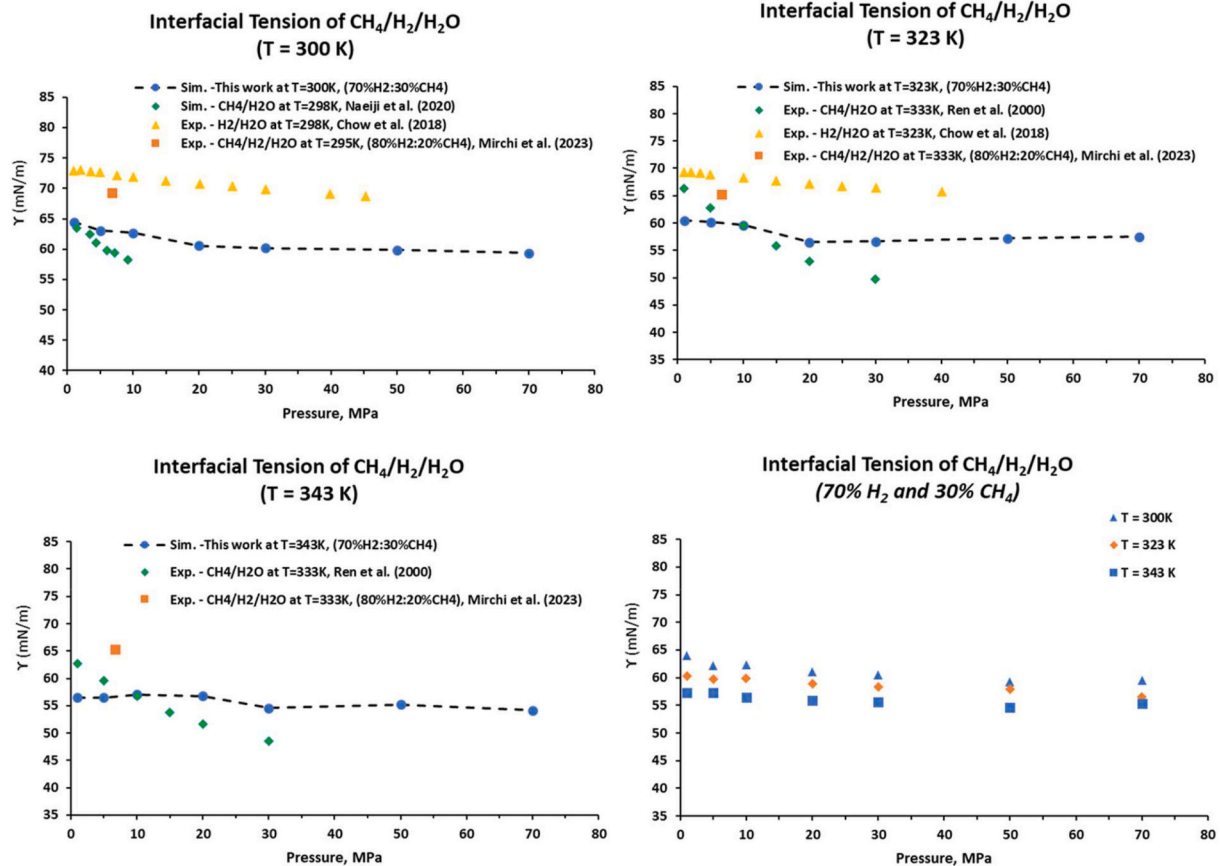 Interfacial Tension of CH₄/H₂/H₂O
(T = 300 K)
Sim. -This work at T=300K, (70%H2:30%CH4)
Sim. - CH4/H2O at T=298K, Naeiji et al. (2020)
Exp. - H2/H2O at T=298K, Chow et al. (2018)
Exp. - CH4/H2/H2O at T=295K, (80%H2:20%CH4), Mirchi et al. (2023)
ϒ (mN/m)
85
80
75
70
65
60
55
50
45
40
0 10 20 30 40 50 60 70 80
Pressure, MPa
Interfacial Tension of CH₄/H₂/H₂O
(T = 323 K)
Sim. -This work at T=323K, (70%H2:30%CH4)
Exp. - CH4/H2O at T=333K, Ren et al. (2000)
Exp. - H2/H2O at T=323K, Chow et al. (2018)
Exp. - CH4/H2/H2O at T=333K, (80%H2:20%CH4), Mirchi et al. (2023)
ϒ (mN/m)
85
80
75
70
65
60
55
50
45
40
35
0 10 20 30 40 50 60 70 80
Pressure, MPa
Interfacial Tension of CH₄/H₂/H₂O
(T = 343 K)
Sim. -This work at T=343K, (70%H2:30%CH4)
Exp. - CH4/H2O at T=333K, Ren et al. (2000)
Exp. - CH4/H2/H2O at T=333K, (80%H2:20%CH4), Mirchi et al. (2023)
ϒ (mN/m)
85
80
75
70
65
60
55
50
45
40
35
0 10 20 30 40 50 60 70 80
Pressure, MPa
Interfacial Tension of CH₄/H₂/H₂O
(70% H₂ and 30% CH₄)
T = 300K
T = 323 K
T = 343 K
ϒ (mN/m)
85
80
75
70
65
60
55
50
45
40
35
0 10 20 30 40 50 60 70 80
Pressure, MPa